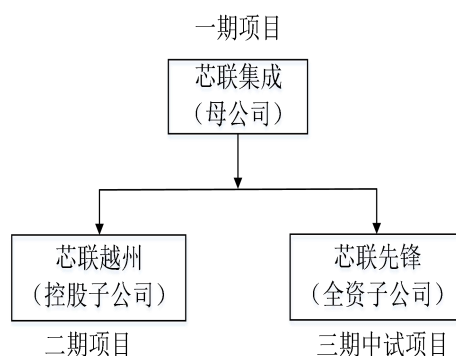 一期项目
芯联集成
（母公司）
芯联越州
（控股子公司）
芯联先锋
（全资子公司）
二期项目
三期中试项目